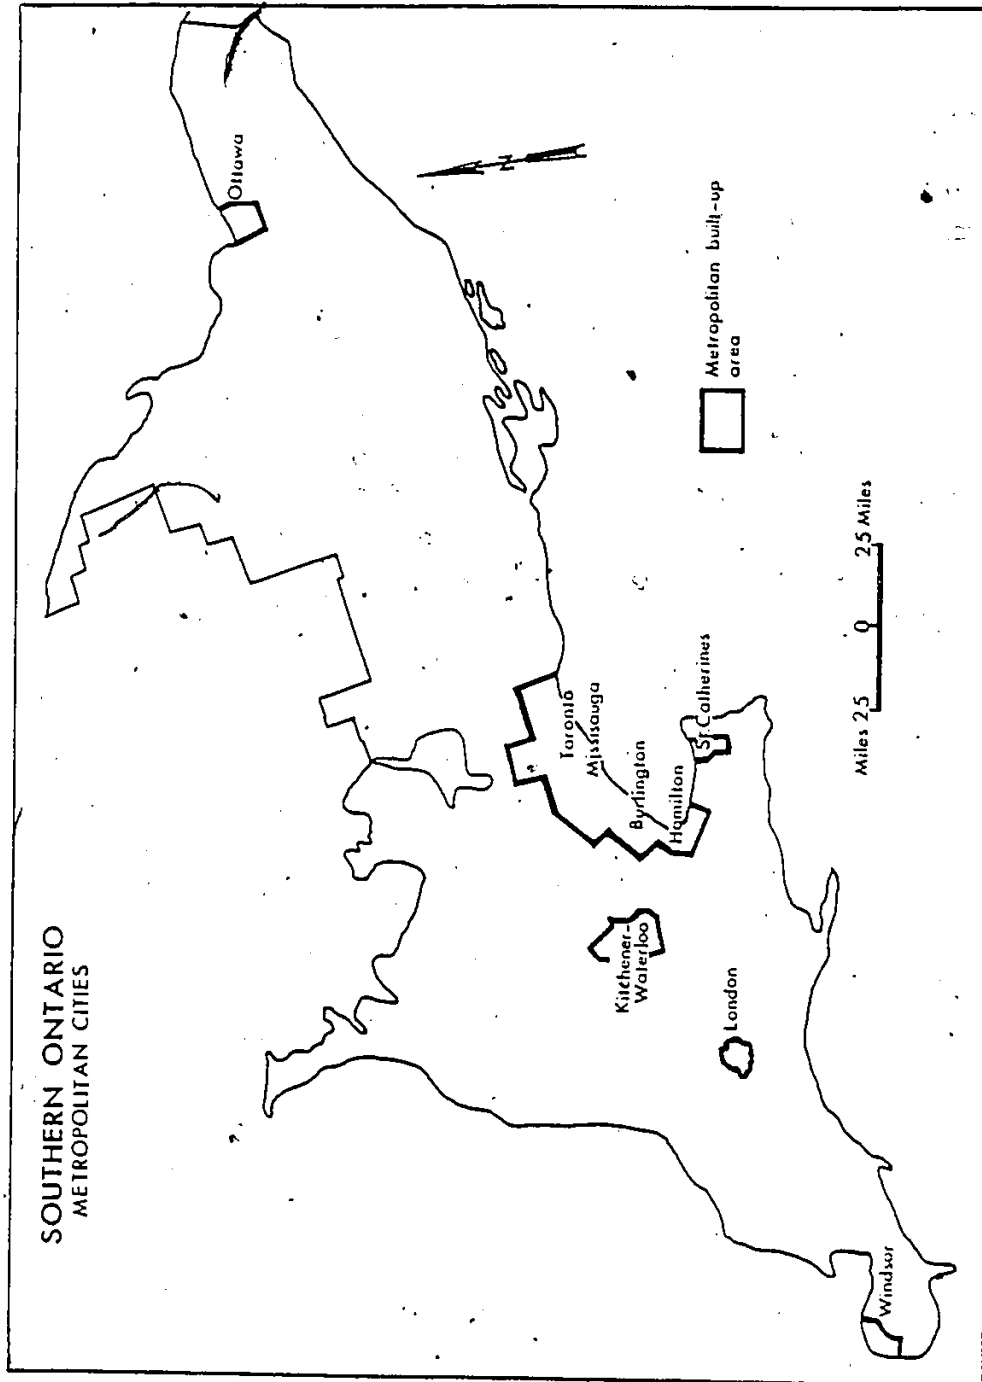 SOUTHERN ONTARIO
METROPOLITAN CITIES
Ottawa
N
Toronto
Mississauga
Burlington
Hamilton
St. Catherines
Kitchener-
Waterloo
London
Windsor
Metropolitan built-up
area
Miles 25 0 25 Miles